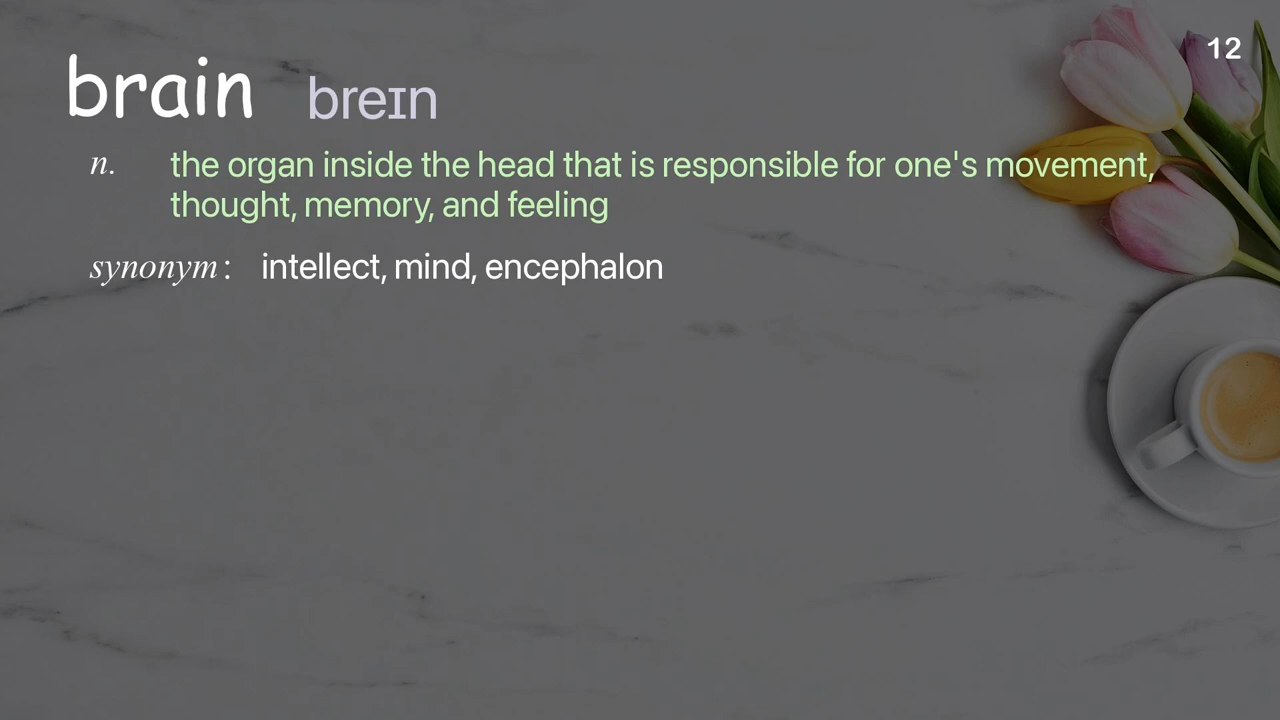 12
brain breɪn
n. the organ inside the head that is responsible for one's movement,
thought, memory, and feeling
synonym: intellect, mind, encephalon